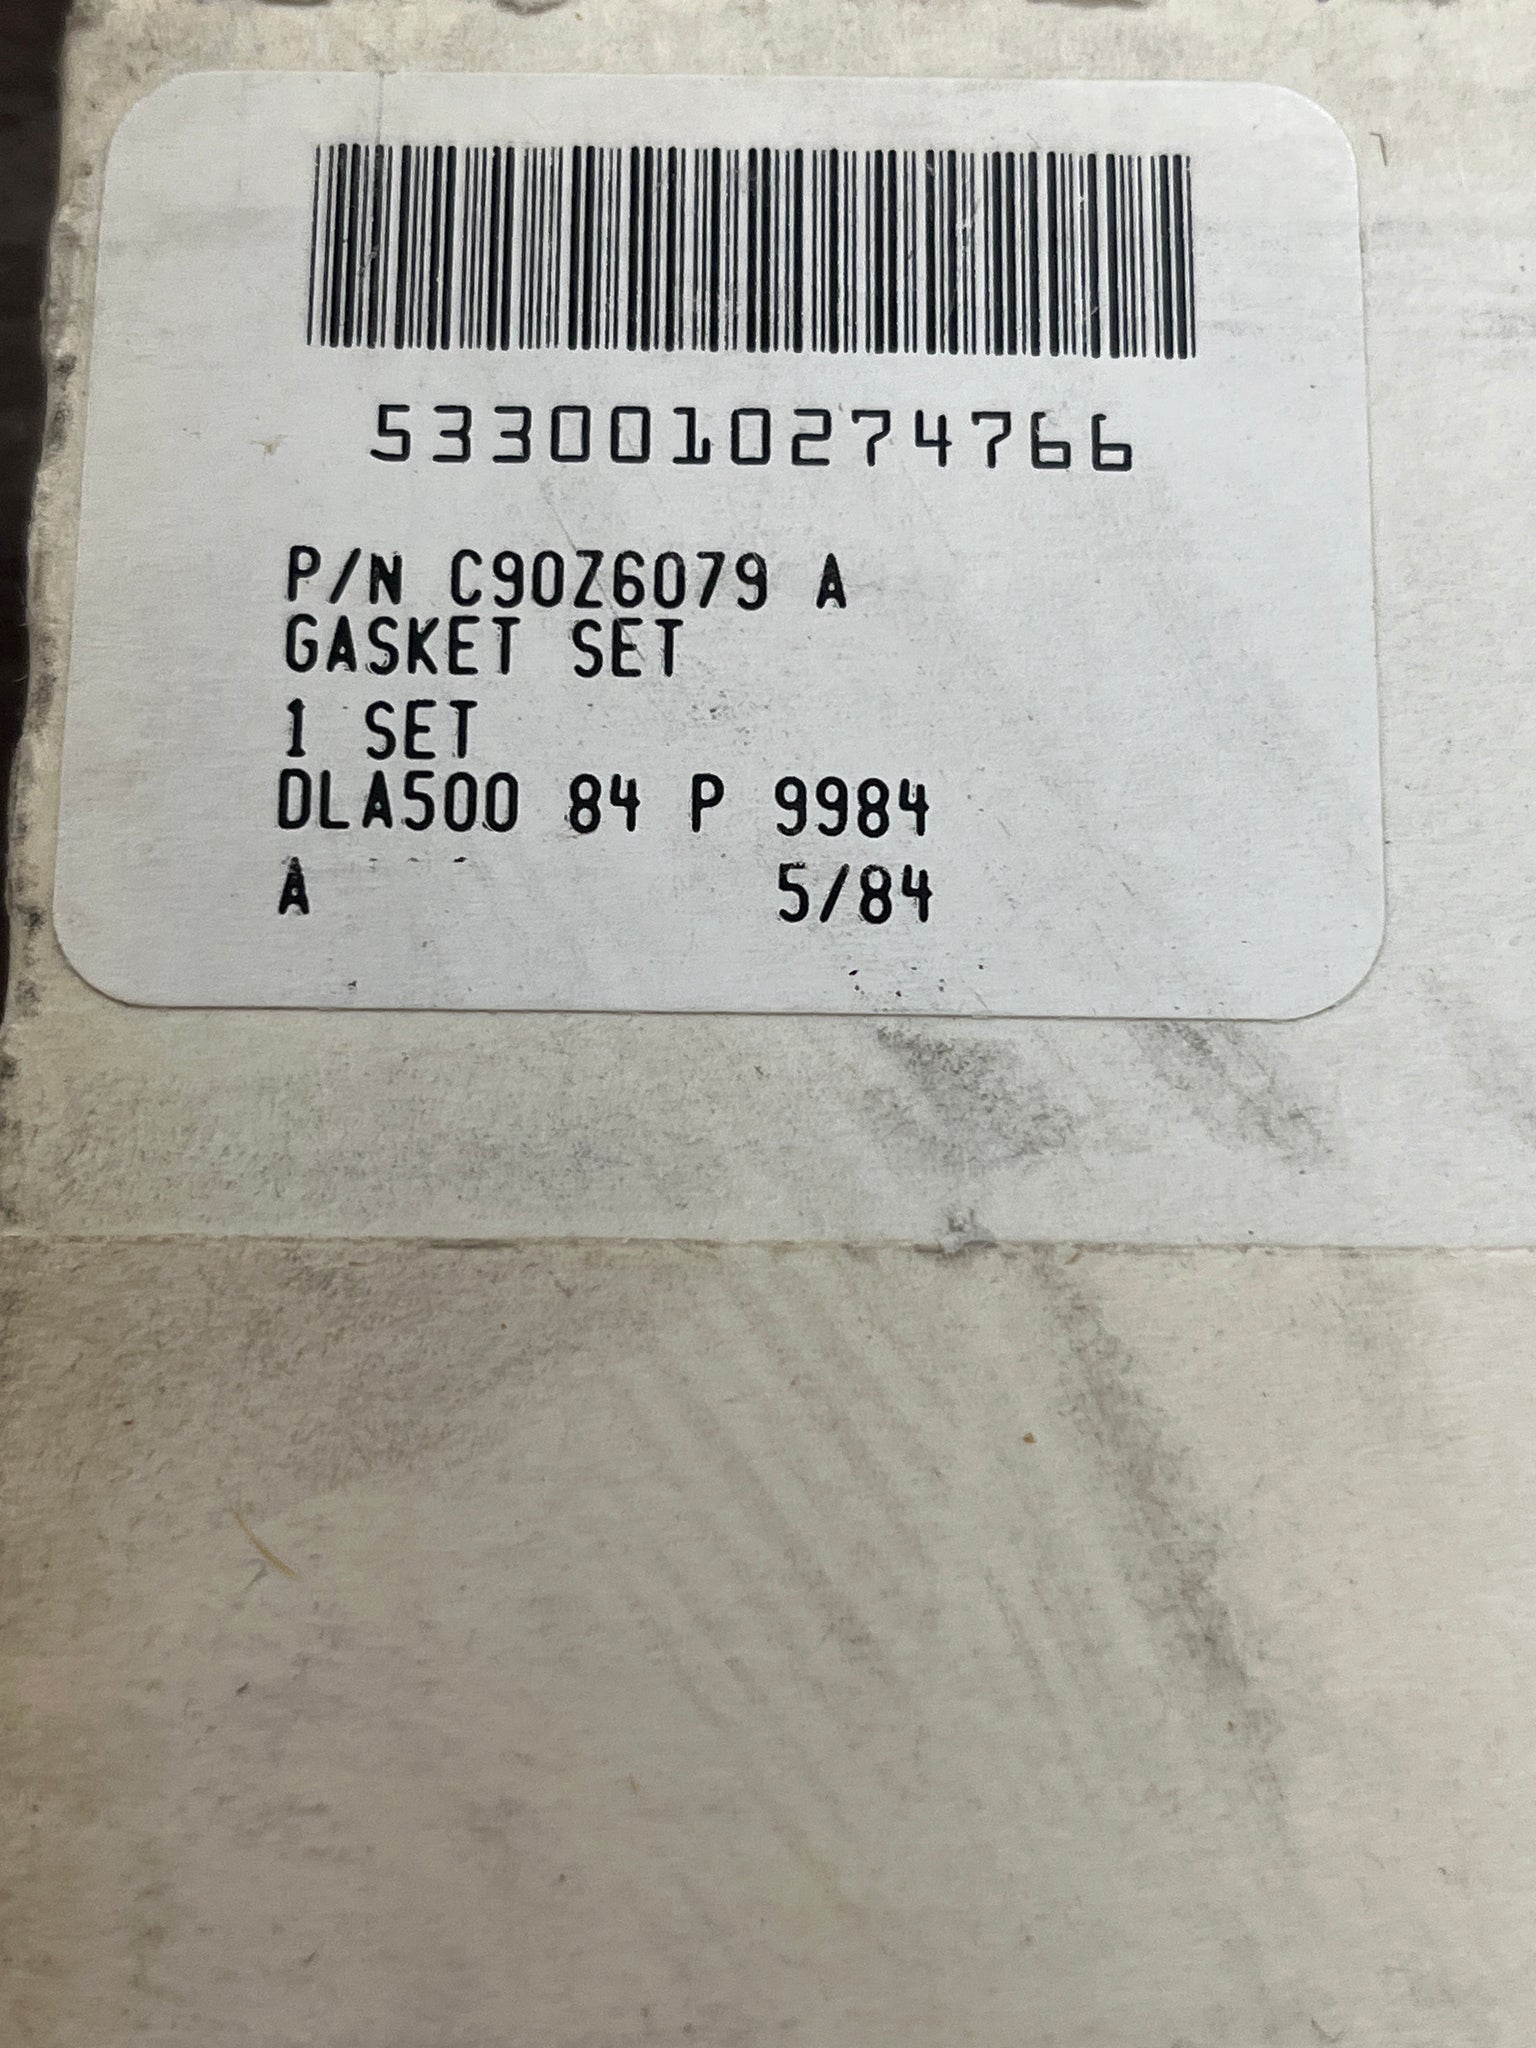 5330010274766
P/N C90Z6079 A
GASKET SET
1 SET
DLA500 84 P 9984
A 5/84